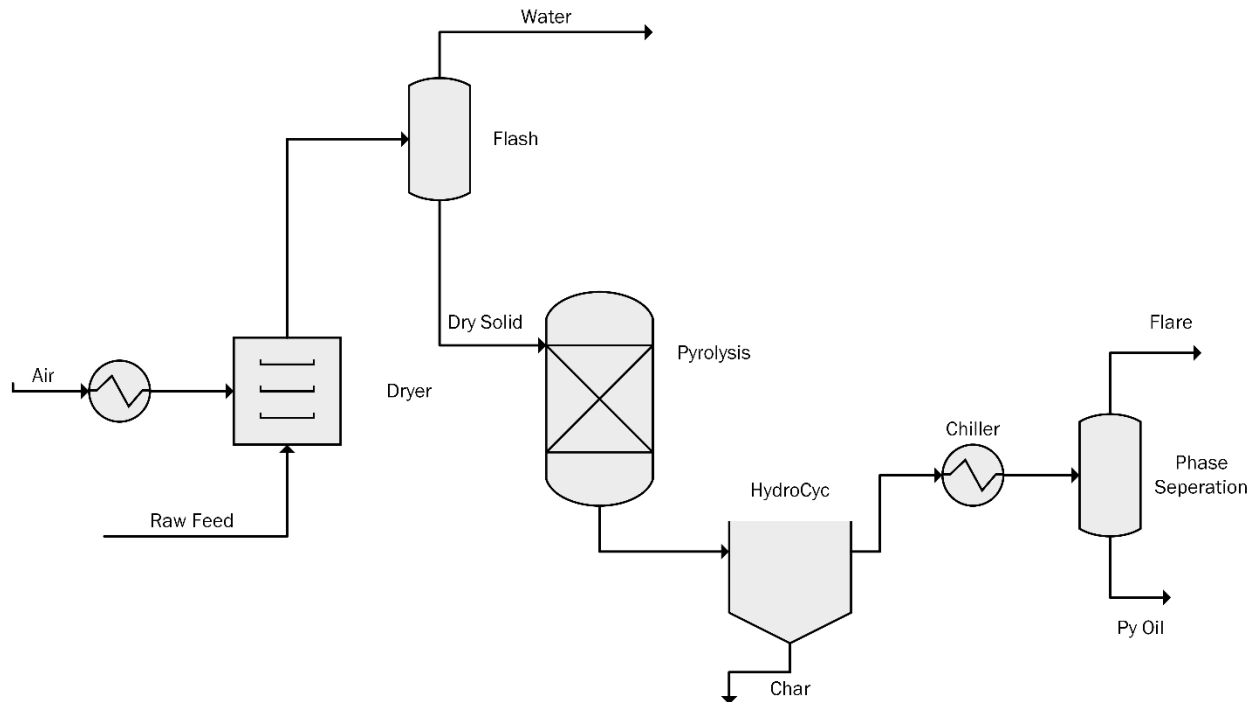 Water
Flash
Dry Solid
Pyrolysis
Flare
Air
Dryer
Chiller
Phase
Seperation
HydroCyc
Raw Feed
Py Oil
Char